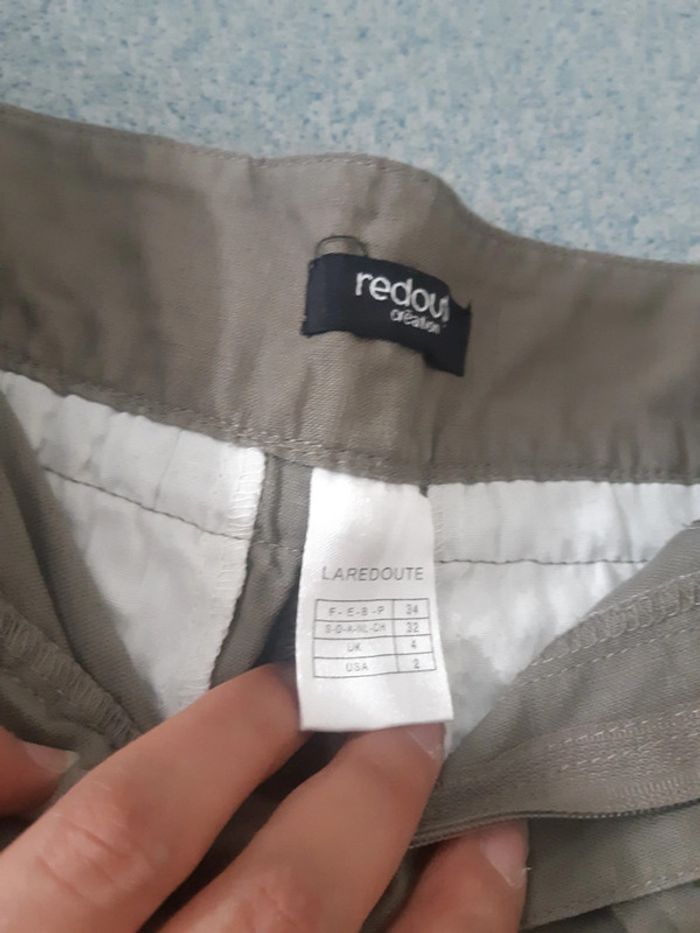 redout
création
LAREDOUTE
F-E-B-P 34
S-D-A-NL-CH 32
UK 4
USA 2